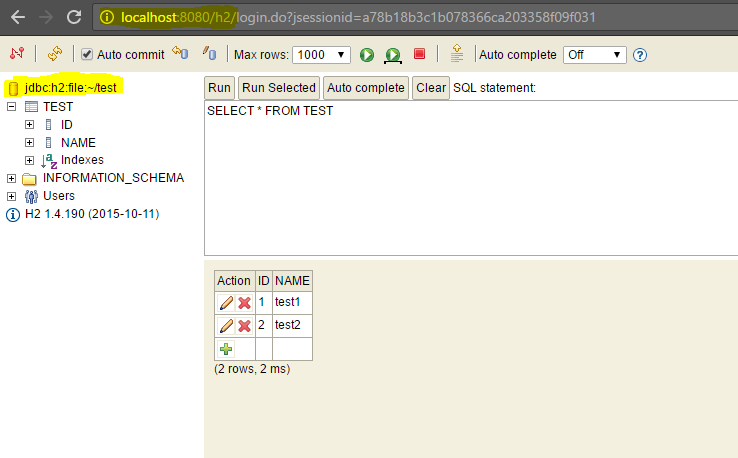 localhost:8080/h2/login.do?jsessionid=a78b18b3c1b078366ca203358f09f031
Auto commit Max rows: 1000 Auto complete Off
jdbc:h2:file:~/test
TEST
ID
NAME
Indexes
INFORMATION_SCHEMA
Users
H2 1.4.190 (2015-10-11)
Run Run Selected Auto complete Clear SQL statement:
SELECT * FROM TEST
Action ID NAME
1 test1
2 test2
(2 rows, 2 ms)